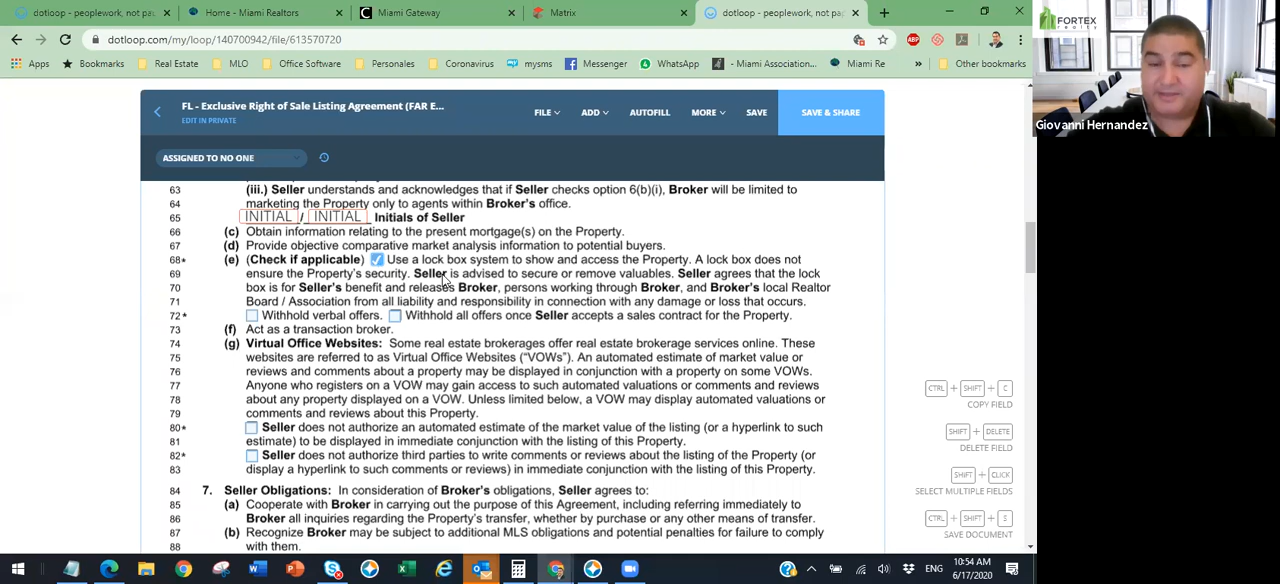 dotloop - peoplework, not pa
Home - Miami Realtors
Miami Gateway
Matrix
dotloop - peoplework, not pap
dotloop.com/my/loop/140700942/file/613570720
ABP
Apps
Bookmarks
Real Estate
MLO
Office Software
Personales
Coronavirus
mysms
Messenger
WhatsApp
- Miami Association...
Miami Re
»
Other bookmarks
FORTEX
realty
Giovanni Hernandez
FL - Exclusive Right of Sale Listing Agreement (FAR E...
EDIT IN PRIVATE
FILE
ADD
AUTOFILL
MORE
SAVE
SAVE & SHARE
ASSIGNED TO NO ONE
63 (iii.) Seller understands and acknowledges that if Seller checks option 6(b)(i), Broker will be limited to
64 marketing the Property only to agents within Broker's office.
65 INITIAL / INITIAL Initials of Seller
66 (c) Obtain information relating to the present mortgage(s) on the Property.
67 (d) Provide objective comparative market analysis information to potential buyers.
68* (e) (Check if applicable) Use a lock box system to show and access the Property. A lock box does not
69 ensure the Property's security. Seller is advised to secure or remove valuables. Seller agrees that the lock
70 box is for Seller's benefit and releases Broker, persons working through Broker, and Broker's local Realtor
71 Board / Association from all liability and responsibility in connection with any damage or loss that occurs.
72* Withhold verbal offers. Withhold all offers once Seller accepts a sales contract for the Property.
73 (f) Act as a transaction broker.
74 (g) Virtual Office Websites: Some real estate brokerages offer real estate brokerage services online. These
75 websites are referred to as Virtual Office Websites ("VOWs"). An automated estimate of market value or
76 reviews and comments about a property may be displayed in conjunction with a property on some VOWs.
77 Anyone who registers on a VOW may gain access to such automated valuations or comments and reviews
78 about any property displayed on a VOW. Unless limited below, a VOW may display automated valuations or
79 comments and reviews about this Property.
80* Seller does not authorize an automated estimate of the market value of the listing (or a hyperlink to such
81 estimate) to be displayed in immediate conjunction with the listing of this Property.
82* Seller does not authorize third parties to write comments or reviews about the listing of the Property (or
83 display a hyperlink to such comments or reviews) in immediate conjunction with the listing of this Property.
84 7. Seller Obligations: In consideration of Broker's obligations, Seller agrees to:
85 (a) Cooperate with Broker in carrying out the purpose of this Agreement, including referring immediately to
86 Broker all inquiries regarding the Property's transfer, whether by purchase or any other means of transfer.
87 (b) Recognize Broker may be subject to additional MLS obligations and potential penalties for failure to comply
88 with them.
CTRL + SHIFT + C
COPY FIELD
SHIFT + DELETE
DELETE FIELD
SHIFT + CLICK
SELECT MULTIPLE FIELDS
CTRL + SHIFT + S
SAVE DOCUMENT
ENG
10:54 AM
6/17/2020